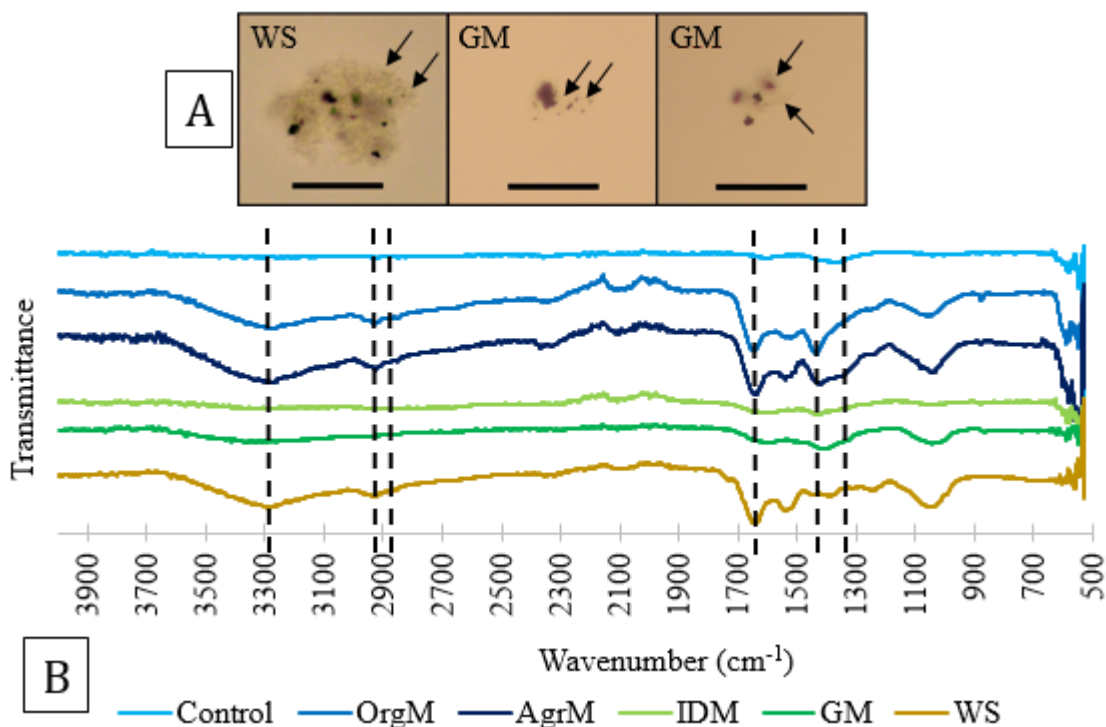 WS GM GM
A
Transmittance
3900 3700 3500 3300 3100 2900 2700 2500 2300 2100 1900 1700 1500 1300 1100 900 700 500
Wavenumber (cm⁻¹)
B
Control OrgM AgrM IDM GM WS